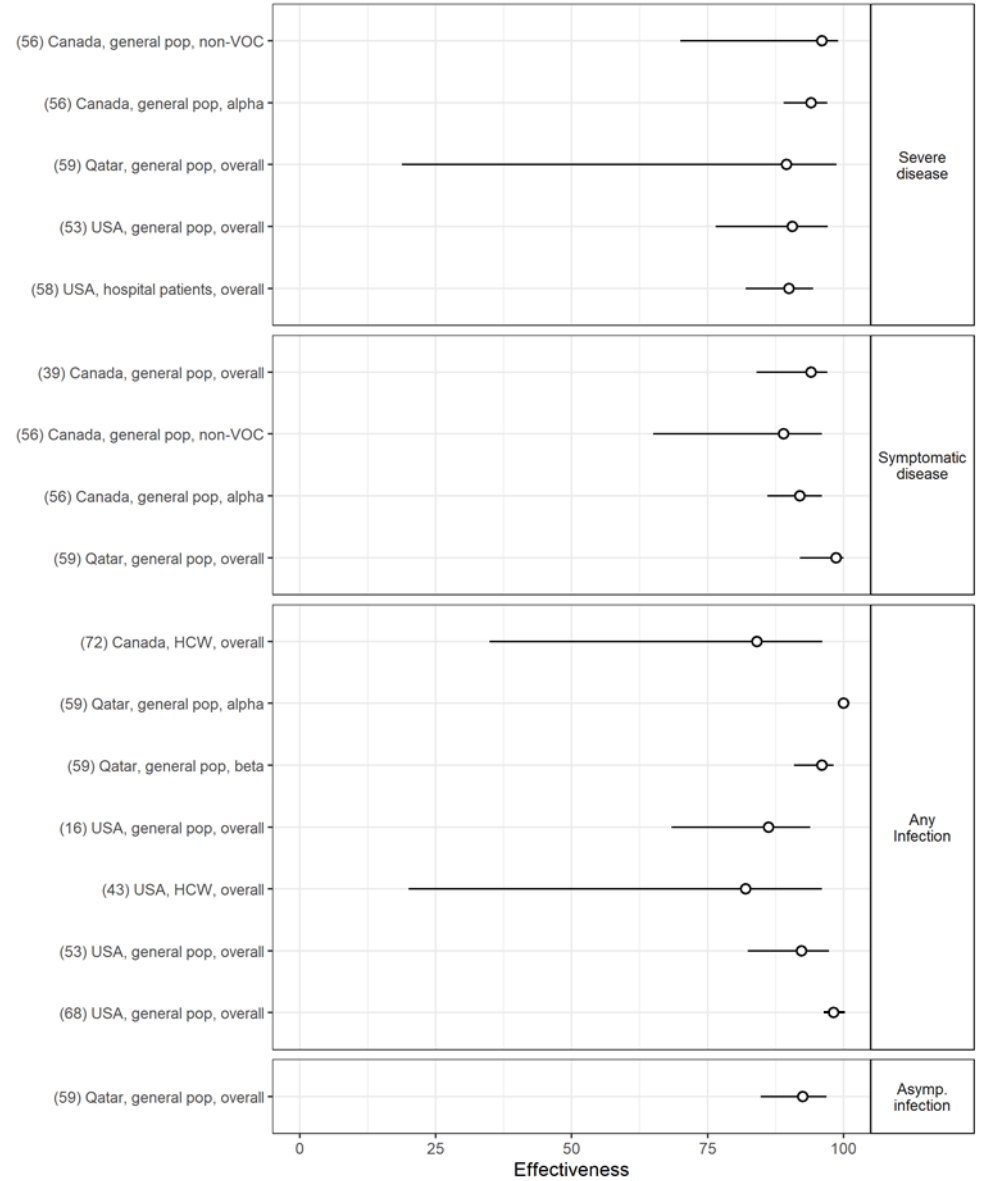 (56) Canada, general pop, non-VOC
(56) Canada, general pop, alpha
(59) Qatar, general pop, overall
(53) USA, general pop, overall
(58) USA, hospital patients, overall
Severe
disease
(39) Canada, general pop, overall
(56) Canada, general pop, non-VOC
(56) Canada, general pop, alpha
(59) Qatar, general pop, overall
Symptomatic
disease
(72) Canada, HCW, overall
(59) Qatar, general pop, alpha
(59) Qatar, general pop, beta
(16) USA, general pop, overall
(43) USA, HCW, overall
(53) USA, general pop, overall
(68) USA, general pop, overall
Any
Infection
(59) Qatar, general pop, overall
Asymp.
infection
0 25 50 75 100
Effectiveness